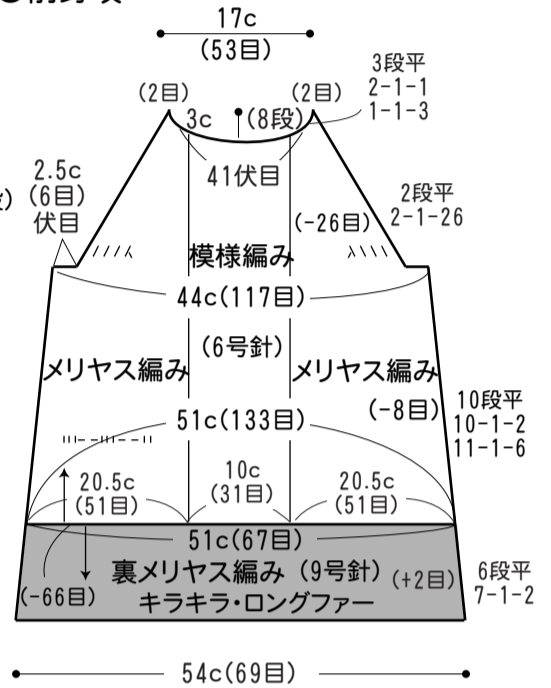 17c
(53目)
3段平
2-1-1
1-1-3
(2目)
(2目)
3c
(8段)
41伏目
2.5c
(6目)
伏目
2段平
2-1-26
(-26目)
模様編み
44c(117目)
(6号針)
メリヤス編み
メリヤス編み
(-8目)
10段平
10-1-2
11-1-6
51c(133目)
20.5c
(51目)
10c
(31目)
20.5c
(51目)
51c(67目)
(-66目)
裏メリヤス編み(9号針)
キラキラ・ロングファー
(+2目)
6段平
7-1-2
54c(69目)